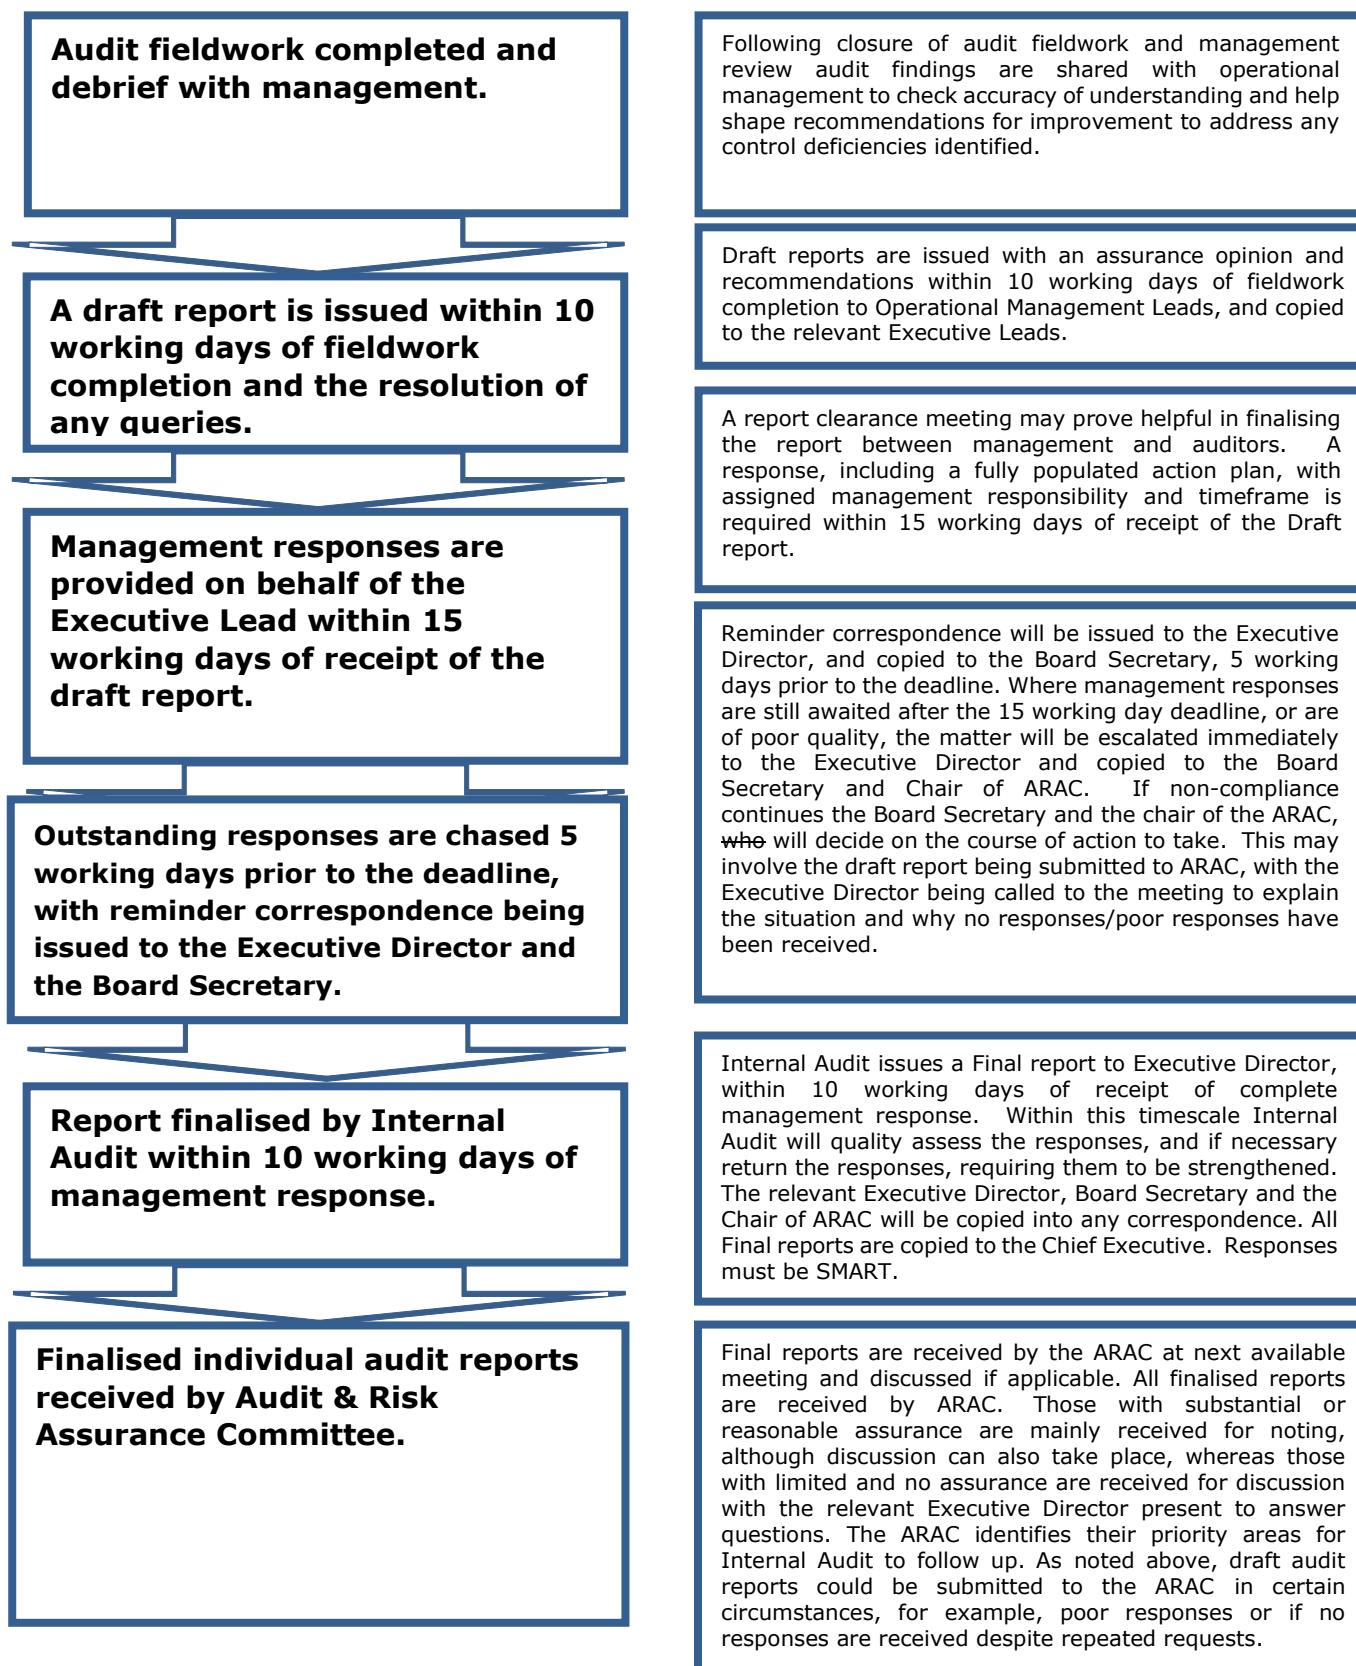 Audit fieldwork completed and
debrief with management.
Following closure of audit fieldwork and management
review audit findings are shared with operational
management to check accuracy of understanding and help
shape recommendations for improvement to address any
control deficiencies identified.
A draft report is issued within 10
working days of fieldwork
completion and the resolution of
any queries.
Draft reports are issued with an assurance opinion and
recommendations within 10 working days of fieldwork
completion to Operational Management Leads, and copied
to the relevant Executive Leads.
Management responses are
provided on behalf of the
Executive Lead within 15
working days of receipt of the
draft report.
A report clearance meeting may prove helpful in finalising
the report between management and auditors. A
response, including a fully populated action plan, with
assigned management responsibility and timeframe is
required within 15 working days of receipt of the Draft
report.
Outstanding responses are chased 5
working days prior to the deadline,
with reminder correspondence being
issued to the Executive Director and
the Board Secretary.
Reminder correspondence will be issued to the Executive
Director, and copied to the Board Secretary, 5 working
days prior to the deadline. Where management responses
are still awaited after the 15 working day deadline, or are
of poor quality, the matter will be escalated immediately
to the Executive Director and copied to the Board
Secretary and Chair of ARAC. If non-compliance
continues the Board Secretary and the chair of the ARAC,
who will decide on the course of action to take. This may
involve the draft report being submitted to ARAC, with the
Executive Director being called to the meeting to explain
the situation and why no responses/poor responses have
been received.
Report finalised by Internal
Audit within 10 working days of
management response.
Internal Audit issues a Final report to Executive Director,
within 10 working days of receipt of complete
management response. Within this timescale Internal
Audit will quality assess the responses, and if necessary
return the responses, requiring them to be strengthened.
The relevant Executive Director, Board Secretary and the
Chair of ARAC will be copied into any correspondence. All
Final reports are copied to the Chief Executive. Responses
must be SMART.
Finalised individual audit reports
received by Audit & Risk
Assurance Committee.
Final reports are received by the ARAC at next available
meeting and discussed if applicable. All finalised reports
are received by ARAC. Those with substantial or
reasonable assurance are mainly received for noting,
although discussion can also take place, whereas those
with limited and no assurance are received for discussion
with the relevant Executive Director present to answer
questions. The ARAC identifies their priority areas for
Internal Audit to follow up. As noted above, draft audit
reports could be submitted to the ARAC in certain
circumstances, for example, poor responses or if no
responses are received despite repeated requests.